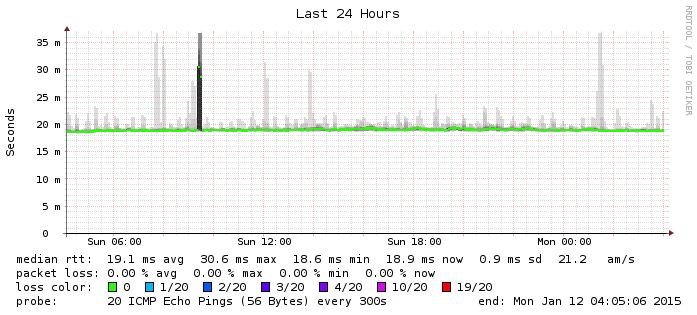 Last 24 Hours
RRDTOOL / TOBI OETIKER
Seconds
35 m
30 m
25 m
20 m
15 m
10 m
5 m
0
Sun 06:00 Sun 12:00 Sun 18:00 Mon 00:00
median rtt: 19.1 ms avg 30.6 ms max 18.6 ms min 18.9 ms now 0.9 ms sd 21.2 am/s
packet loss: 0.00 % avg 0.00 % max 0.00 % min 0.00 % now
loss color: 0 1/20 2/20 3/20 4/20 10/20 19/20
probe: 20 ICMP Echo Pings (56 Bytes) every 300s end: Mon Jan 12 04:05:06 2015